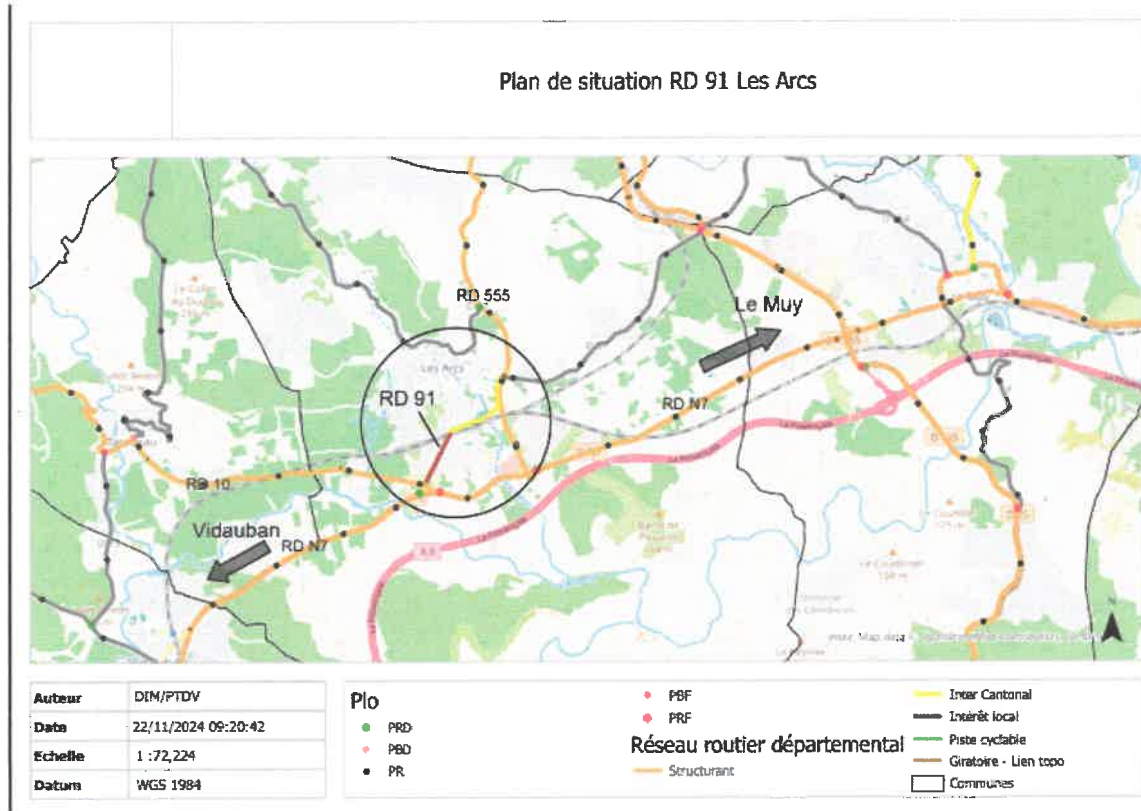 Plan de situation RD 91 Les Arcs
RD 555
Le Muy
Les Arcs
RD 91
RD N7
RD 10
Vidauban
RD N7
A 8
N
Auteur DIM/PTDV
Date 22/11/2024 09:20:42
Echelle 1 :72,224
Datum WGS 1984
Plo
PRD
PBD
PR
PBF
PRF
Réseau routier départemental
Structurant
Inter Cantonal
Intérêt local
Piste cyclable
Giratoire - Lien topo
Communes